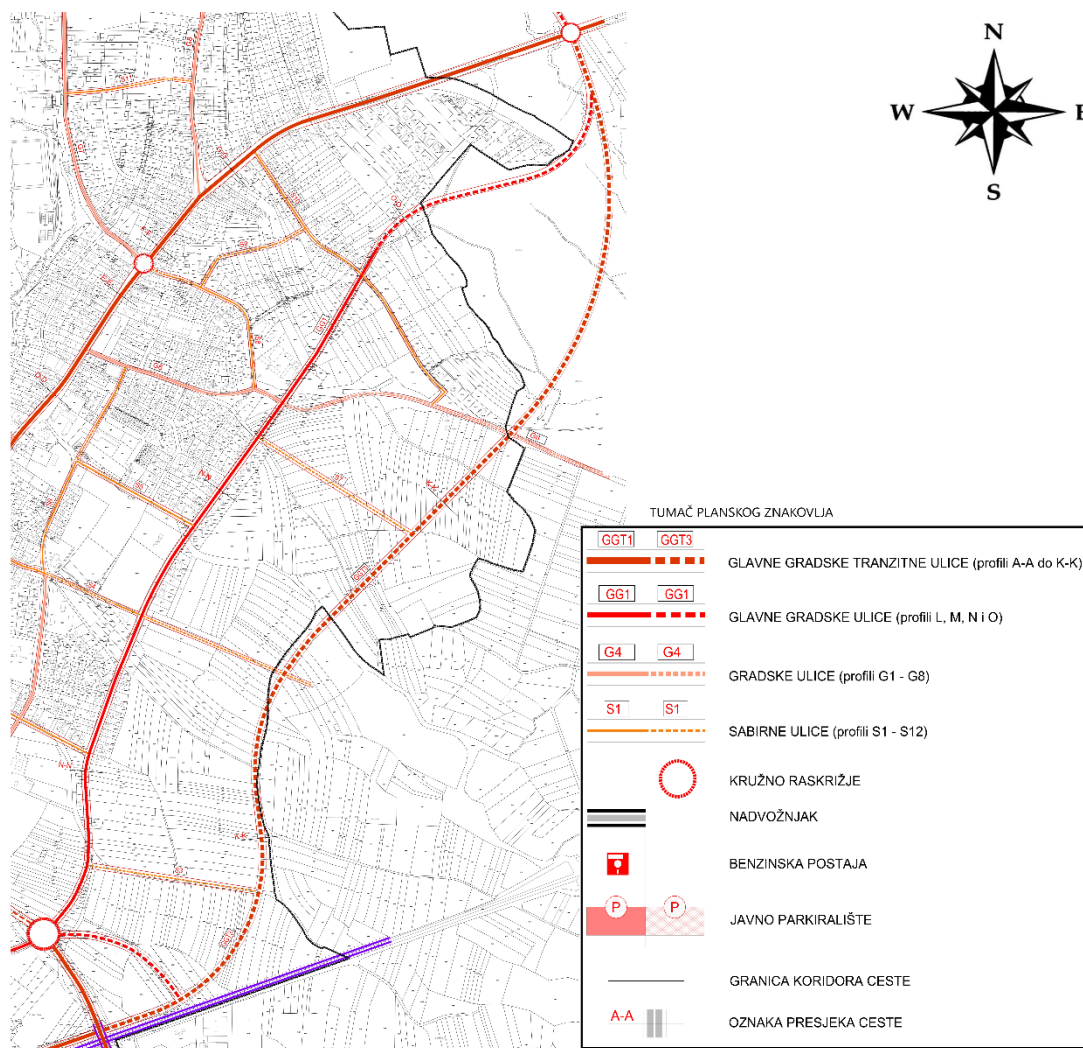 N
W
E
S
GG1
N-N
K-K
N-N
K-K
TUMAČ PLANSKOG ZNAKOVLJA
GGT1 GGT3
GLAVNE GRADSKE TRANZITNE ULICE (profili A-A do K-K)
GG1 GG1
GLAVNE GRADSKE ULICE (profili L, M, N i O)
G4 G4
GRADSKE ULICE (profili G1 - G8)
S1 S1
SABIRNE ULICE (profili S1 - S12)
KRUŽNO RASKRIŽJE
NADVOŽNJAK
BENZINSKA POSTAJA
P P
JAVNO PARKIRALIŠTE
GRANICA KORIDORA CESTE
A-A
OZNAKA PRESJEKA CESTE